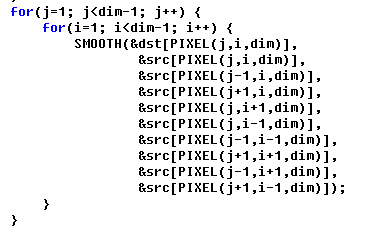 for(j=1; j<dim-1; j++) {
    for(i=1; i<dim-1; i++) {
        SMOOTH(&dst[PIXEL(j,i,dim)],
                &src[PIXEL(j,i,dim)],
                &src[PIXEL(j-1,i,dim)],
                &src[PIXEL(j+1,i,dim)],
                &src[PIXEL(j,i+1,dim)],
                &src[PIXEL(j,i-1,dim)],
                &src[PIXEL(j-1,i-1,dim)],
                &src[PIXEL(j+1,i+1,dim)],
                &src[PIXEL(j-1,i+1,dim)],
                &src[PIXEL(j+1,i-1,dim)]);
    }
}